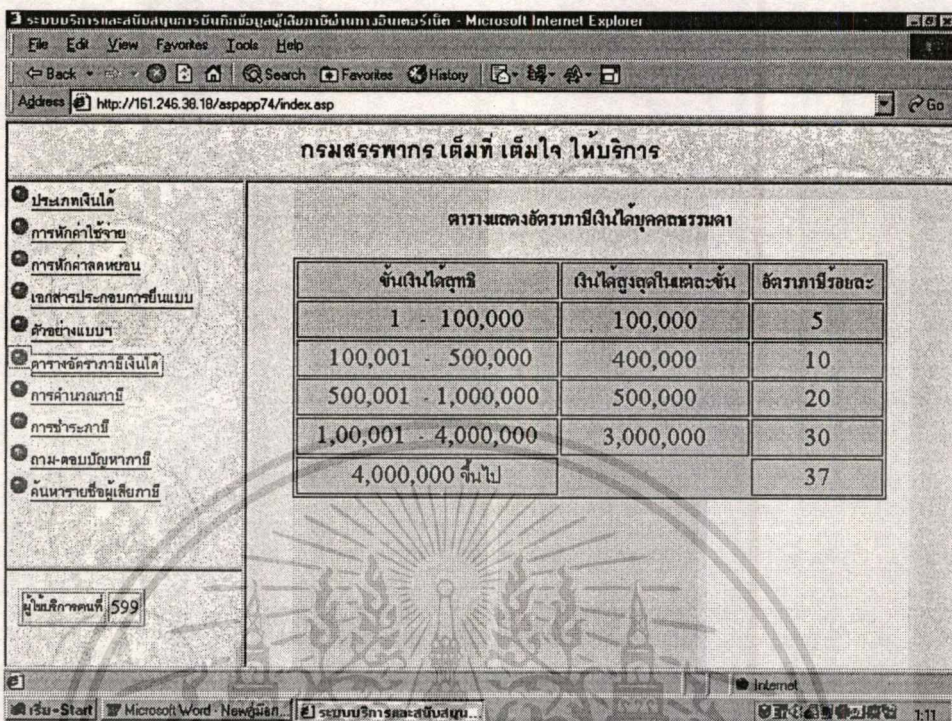 ระบบบริการและสนับสนุนการบันทึกข้อมูลผู้เสียภาษีผ่านทางอินเตอร์เน็ต - Microsoft Internet Explorer
File Edit View Favorites Tools Help
Back Search Favorites History
Address http://161.246.38.18/aspapp74/index.asp Go
กรมสรรพากร เต็มที่ เต็มใจ ให้บริการ
ประเภทเงินได้
การหักค่าใช้จ่าย
การหักค่าลดหย่อน
เอกสารประกอบการยื่นแบบ
ตัวอย่างแบบฯ
ตารางอัตราภาษีเงินได้
การคำนวณภาษี
การชำระภาษี
ถาม-ตอบปัญหาภาษี
ค้นหารายชื่อผู้เสียภาษี
ผู้ใช้บริการคนที่ 599
ตารางแสดงอัตราภาษีเงินได้บุคคลธรรมดา
ขั้นเงินได้สุทธิ เงินได้สูงสุดในแต่ละขั้น อัตราภาษีร้อยละ
1 - 100,000 100,000 5
100,001 - 500,000 400,000 10
500,001 - 1,000,000 500,000 20
1,00,001 - 4,000,000 3,000,000 30
4,000,000 ขึ้นไป 37
Internet
เริ่ม-Start Microsoft Word - Newคู่มือก... ระบบบริการและสนับสนุน... 1:11